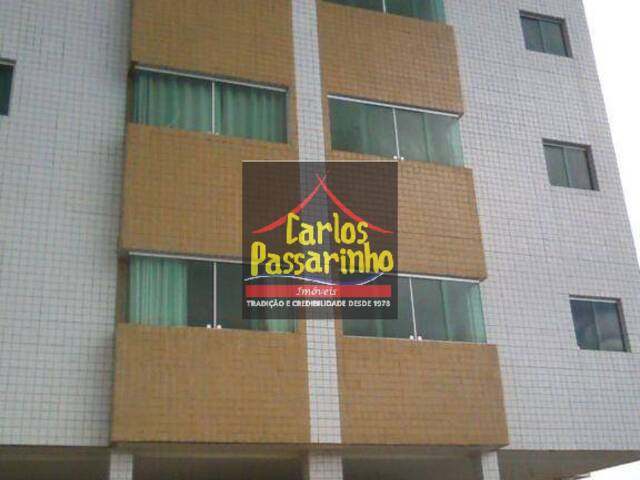 Carlos
Passarinho
Imóveis
TRADIÇÃO E CREDIBILIDADE DESDE 1978